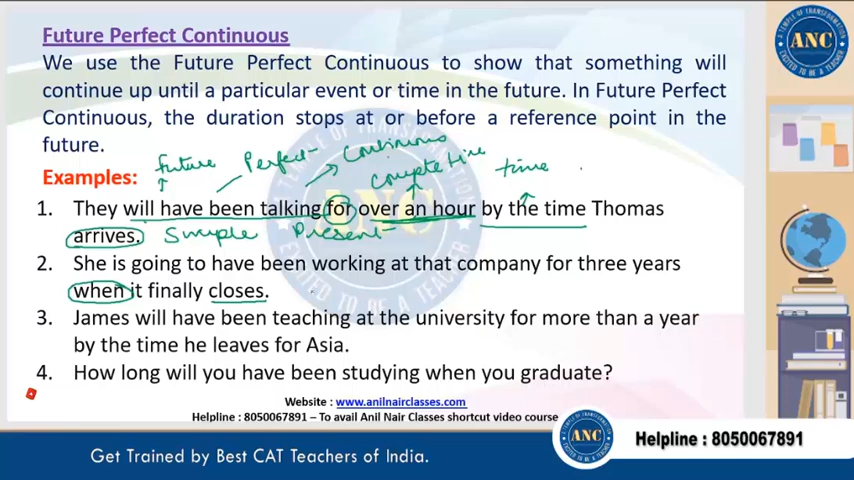 Future Perfect Continuous
We use the Future Perfect Continuous to show that something will
continue up until a particular event or time in the future. In Future Perfect
Continuous, the duration stops at or before a reference point in the
future.
future Perfect Continuous
complete time time
Examples:
1. They will have been talking for over an hour by the time Thomas
arrives. Simple Present
2. She is going to have been working at that company for three years
when it finally closes.
3. James will have been teaching at the university for more than a year
by the time he leaves for Asia.
4. How long will you have been studying when you graduate?
Website : www.anilnairclasses.com
Helpline : 8050067891 – To avail Anil Nair Classes shortcut video course
Get Trained by Best CAT Teachers of India.
ANC
Helpline : 8050067891
A TEMPLE OF TRANSFORMATION
ANC
EXCITED TO BE A TEACHER